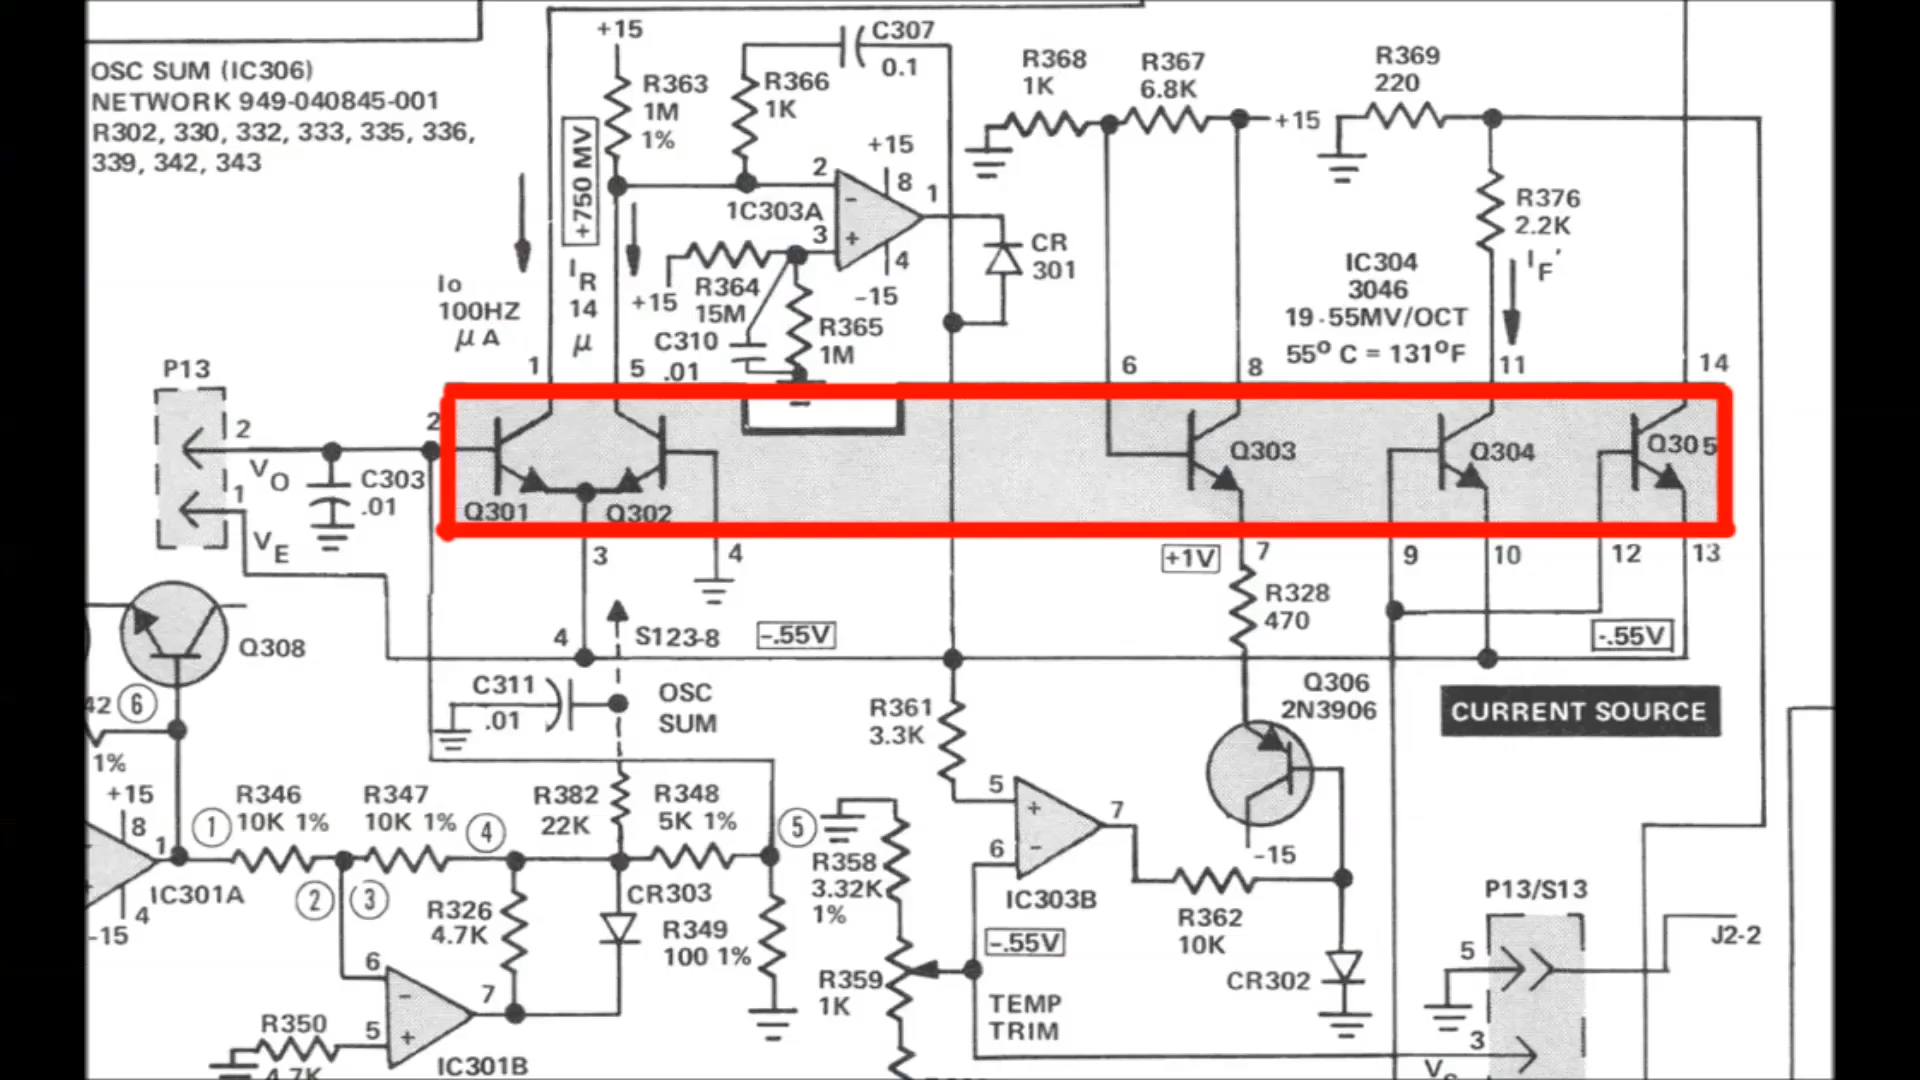 OSC SUM (IC306)
NETWORK 949-040845-001
R302, 330, 332, 333, 335, 336,
339, 342, 343
+15
R363
1M
1%
+750 MV
R366
1K
C307
0.1
2
1C303A
3
+15
8
1
4
-15
CR
301
R368
1K
R367
6.8K
+15
R369
220
R376
2.2K
IF'
IC304
3046
19-55MV/OCT
55º C = 131ºF
Io
100HZ
μA
IR
14
μ
+15
R364
15M
C310
.01
R365
1M
1
5
6
8
11
14
P13
2
VO
1
VE
C303
.01
2
Q301
Q302
Q303
Q304
Q305
3
4
+1V
7
9
10
12
13
R328
470
4
S123-8
-.55V
-.55V
Q308
42
6
1%
C311
.01
OSC
SUM
R361
3.3K
Q306
2N3906
-15
CURRENT SOURCE
+15
8
1
4
-15
IC301A
1
R346
10K 1%
2
3
R347
10K 1%
4
R382
22K
R348
5K 1%
5
R326
4.7K
CR303
R349
100 1%
R358
3.32K
1%
R359
1K
5
6
7
IC303B
-.55V
TEMP
TRIM
R362
10K
CR302
6
5
7
IC301B
R350
4.7K
P13/S13
5
J2-2
3